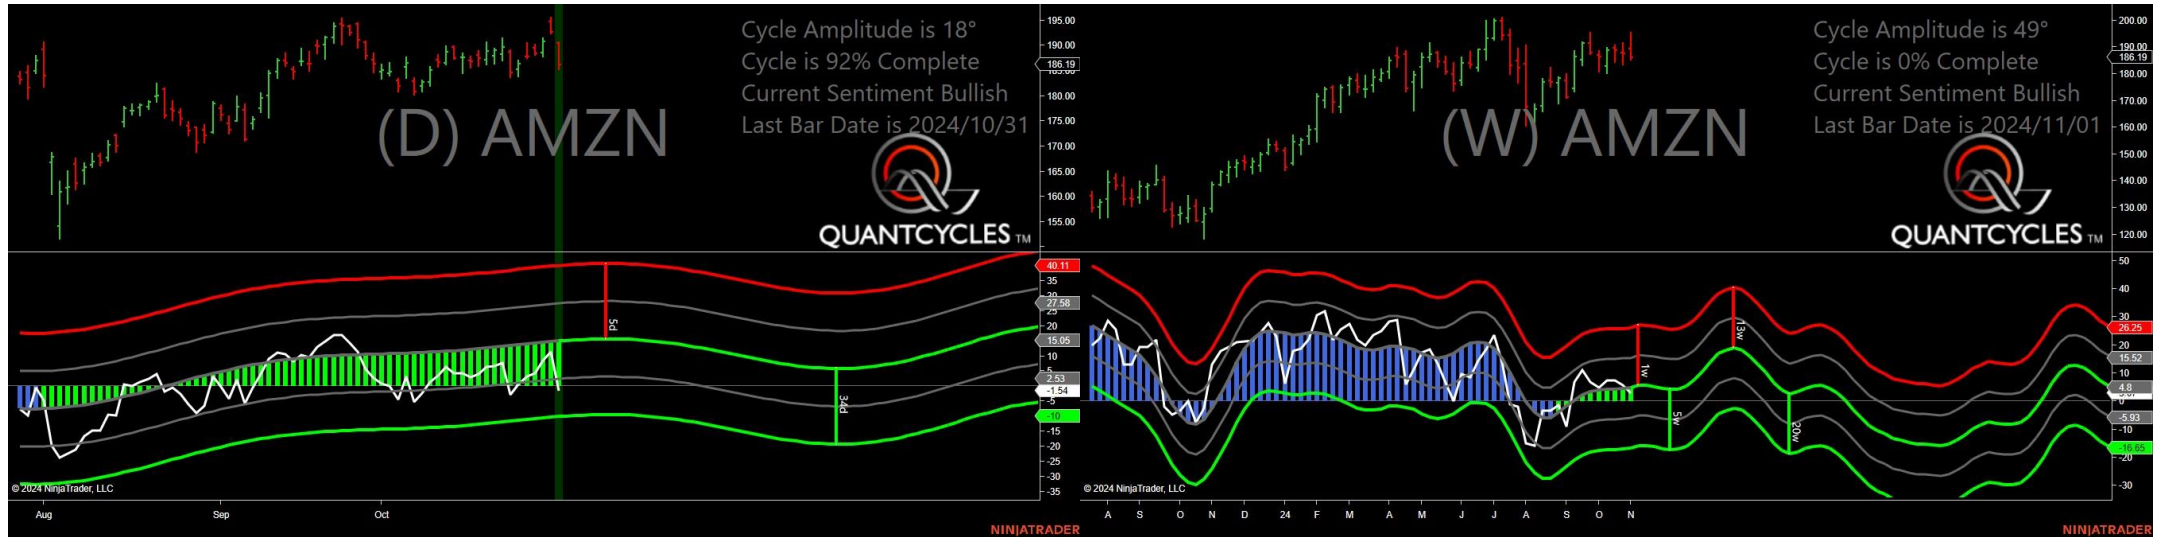 Cycle Amplitude is 18°
Cycle is 92% Complete
Current Sentiment Bullish
Last Bar Date is 2024/10/31
(D) AMZN
QUANTCYCLES TM
195.00
190.00
186.19
185.00
180.00
175.00
170.00
165.00
160.00
155.00
40.11
35
30
27.58
25
20
15.05
10
5
2.53
-1.54
-5
-10
-15
-20
-25
-30
-35
5d
34d
© 2024 NinjaTrader, LLC
Aug Sep Oct
NINJATRADER
Cycle Amplitude is 49°
Cycle is 0% Complete
Current Sentiment Bullish
Last Bar Date is 2024/11/01
(W) AMZN
QUANTCYCLES TM
200.00
190.00
186.19
180.00
170.00
160.00
150.00
140.00
130.00
120.00
50
40
30
26.25
20
15.52
10
4.8
0
-5.93
-10
-16.65
-20
-30
1w
5w
13w
20w
© 2024 NinjaTrader, LLC
A S O N D 24 F M A M J J A S O N
NINJATRADER